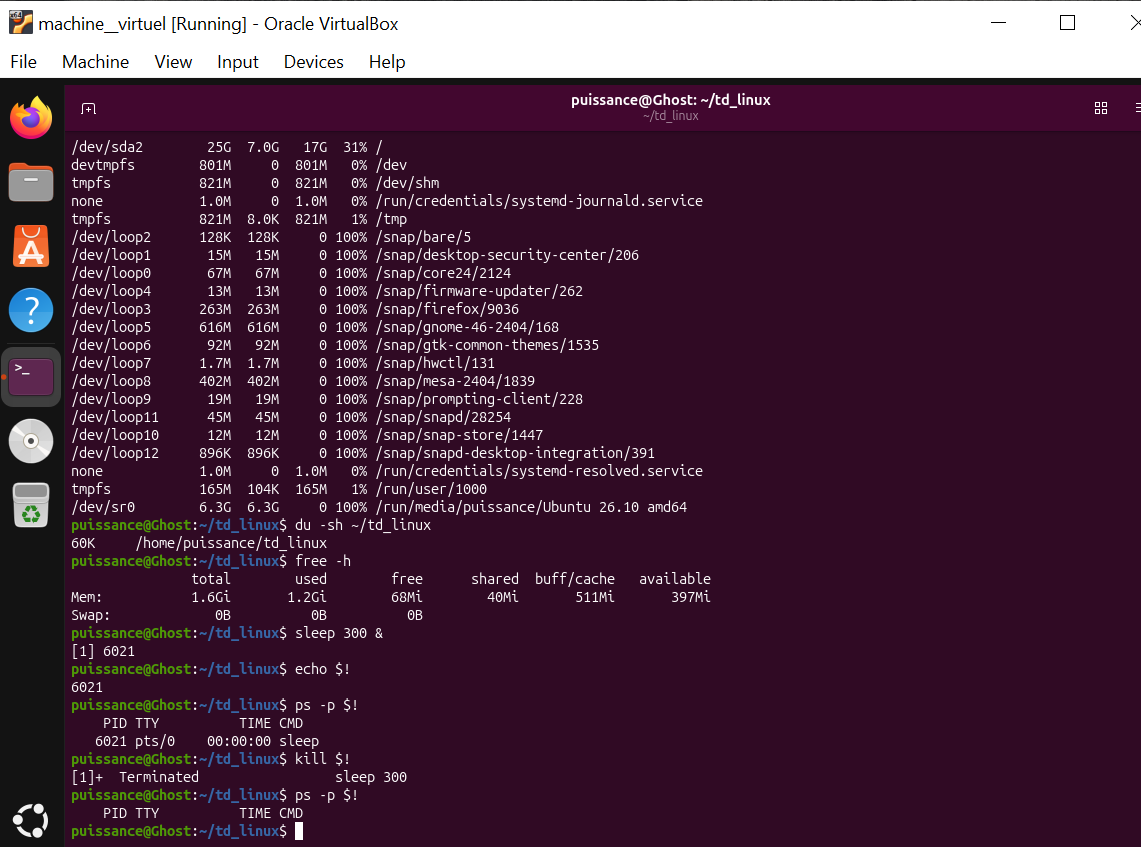 machine__virtuel [Running] - Oracle VirtualBox
File Machine View Input Devices Help
puissance@Ghost: ~/td_linux
~/td_linux
/dev/sda2        25G  7.0G   17G  31% /
devtmpfs        801M     0  801M   0% /dev
tmpfs           821M     0  821M   0% /dev/shm
none            1.0M     0  1.0M   0% /run/credentials/systemd-journald.service
tmpfs           821M  8.0K  821M   1% /tmp
/dev/loop2      128K  128K     0 100% /snap/bare/5
/dev/loop1       15M   15M     0 100% /snap/desktop-security-center/206
/dev/loop0       67M   67M     0 100% /snap/core24/2124
/dev/loop4       13M   13M     0 100% /snap/firmware-updater/262
/dev/loop3      263M  263M     0 100% /snap/firefox/9036
/dev/loop5      616M  616M     0 100% /snap/gnome-46-2404/168
/dev/loop6       92M   92M     0 100% /snap/gtk-common-themes/1535
/dev/loop7      1.7M  1.7M     0 100% /snap/hwctl/131
/dev/loop8      402M  402M     0 100% /snap/mesa-2404/1839
/dev/loop9       19M   19M     0 100% /snap/prompting-client/228
/dev/loop11      45M   45M     0 100% /snap/snapd/28254
/dev/loop10      12M   12M     0 100% /snap/snap-store/1447
/dev/loop12     896K  896K     0 100% /snap/snapd-desktop-integration/391
none            1.0M     0  1.0M   0% /run/credentials/systemd-resolved.service
tmpfs           165M  104K  165M   1% /run/user/1000
/dev/sr0        6.3G  6.3G     0 100% /run/media/puissance/Ubuntu 26.10 amd64
puissance@Ghost:~/td_linux$ du -sh ~/td_linux
60K     /home/puissance/td_linux
puissance@Ghost:~/td_linux$ free -h
               total        used        free      shared  buff/cache   available
Mem:           1.6Gi       1.2Gi        68Mi        40Mi       511Mi       397Mi
Swap:             0B          0B          0B
puissance@Ghost:~/td_linux$ sleep 300 &
[1] 6021
puissance@Ghost:~/td_linux$ echo $!
6021
puissance@Ghost:~/td_linux$ ps -p $!
    PID TTY          TIME CMD
   6021 pts/0    00:00:00 sleep
puissance@Ghost:~/td_linux$ kill $!
[1]+  Terminated                 sleep 300
puissance@Ghost:~/td_linux$ ps -p $!
    PID TTY          TIME CMD
puissance@Ghost:~/td_linux$